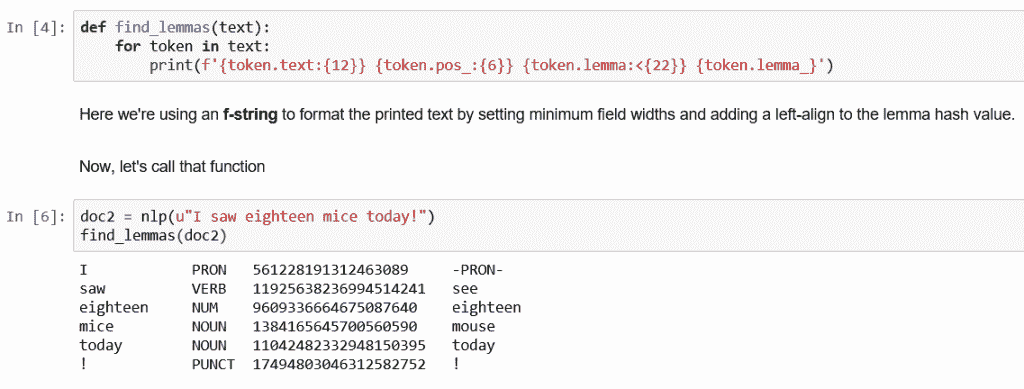 In [4]: def find_lemmas(text):
    for token in text:
        print(f'{token.text:{12}} {token.pos_:{6}} {token.lemma:<{22}} {token.lemma_}')
Here we're using an f-string to format the printed text by setting minimum field widths and adding a left-align to the lemma hash value.
Now, let's call that function
In [6]: doc2 = nlp(u"I saw eighteen mice today!")
find_lemmas(doc2)
I            PRON   561228191312463089     -PRON-
saw          VERB   11925638236994514241   see
eighteen     NUM    9609336664675087640    eighteen
mice         NOUN   1384165645700560590    mouse
today        NOUN   11042482332948150395   today
!            PUNCT  17494803046312582752   !